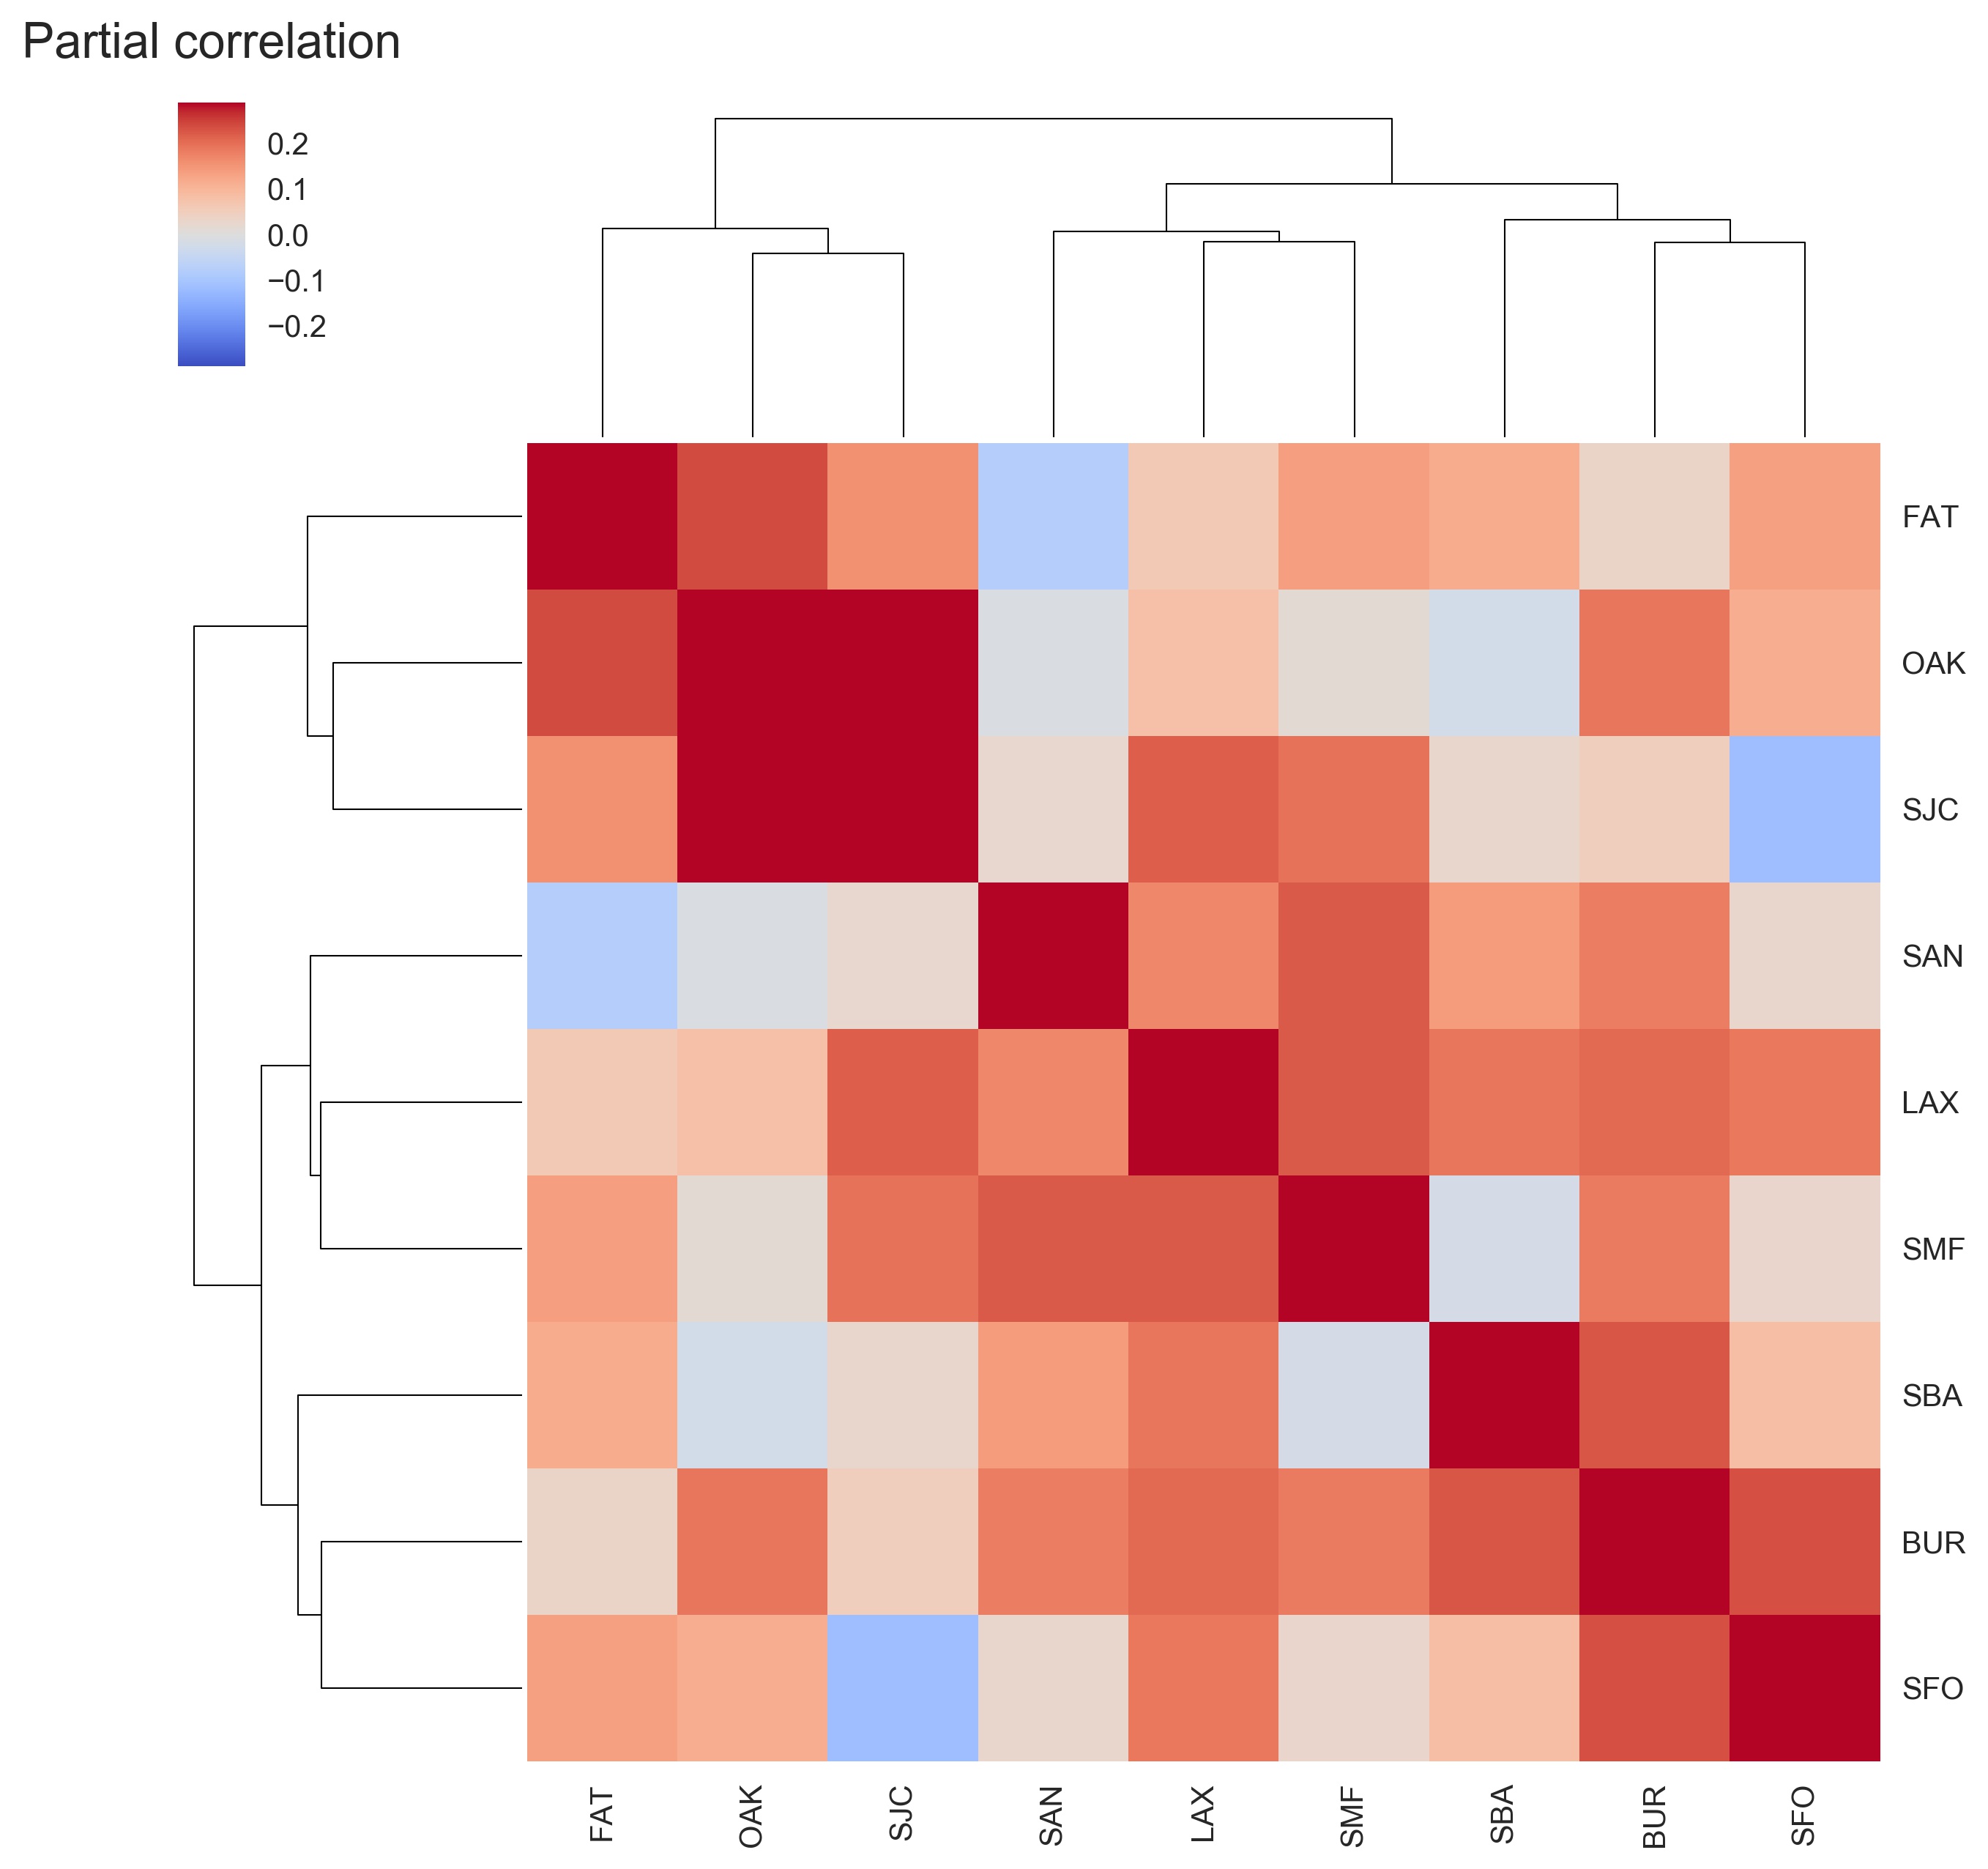 Partial correlation
0.2
0.1
0.0
−0.1
−0.2
FAT
OAK
SJC
SAN
LAX
SMF
SBA
BUR
SFO
FAT OAK SJC SAN LAX SMF SBA BUR SFO